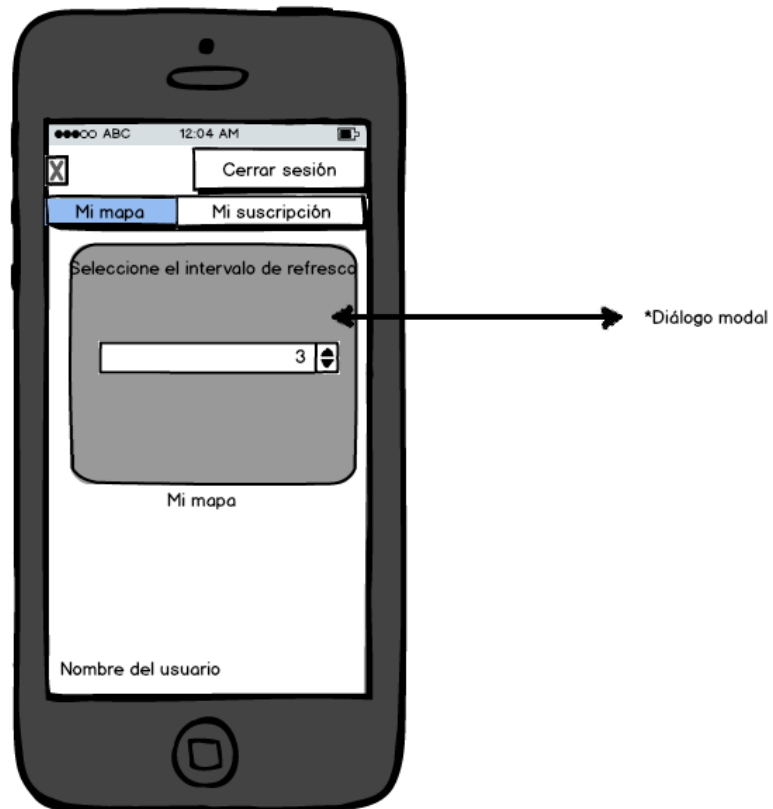 ABC 12:04 AM
X
Cerrar sesión
Mi mapa Mi suscripción
Seleccione el intervalo de refresco
*Diálogo modal
3
Mi mapa
Nombre del usuario